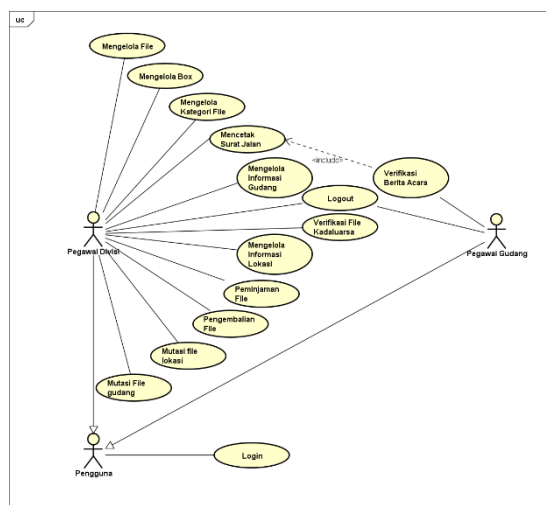 uc
Mengelola File
Mengelola Box
Mengelola
Kategori File
Mencetak
Surat Jalan
<include>
Mengelola
Informasi
Gudang
Verifikasi
Berita Acara
Logout
Verifikasi File
Kadaluarsa
Pegawai Divisi
Pegawai Gudang
Mengelola
Informasi
Lokasi
Peminjaman
File
Pengembalian
File
Mutasi file
lokasi
Mutasi File
gudang
Login
Pengguna